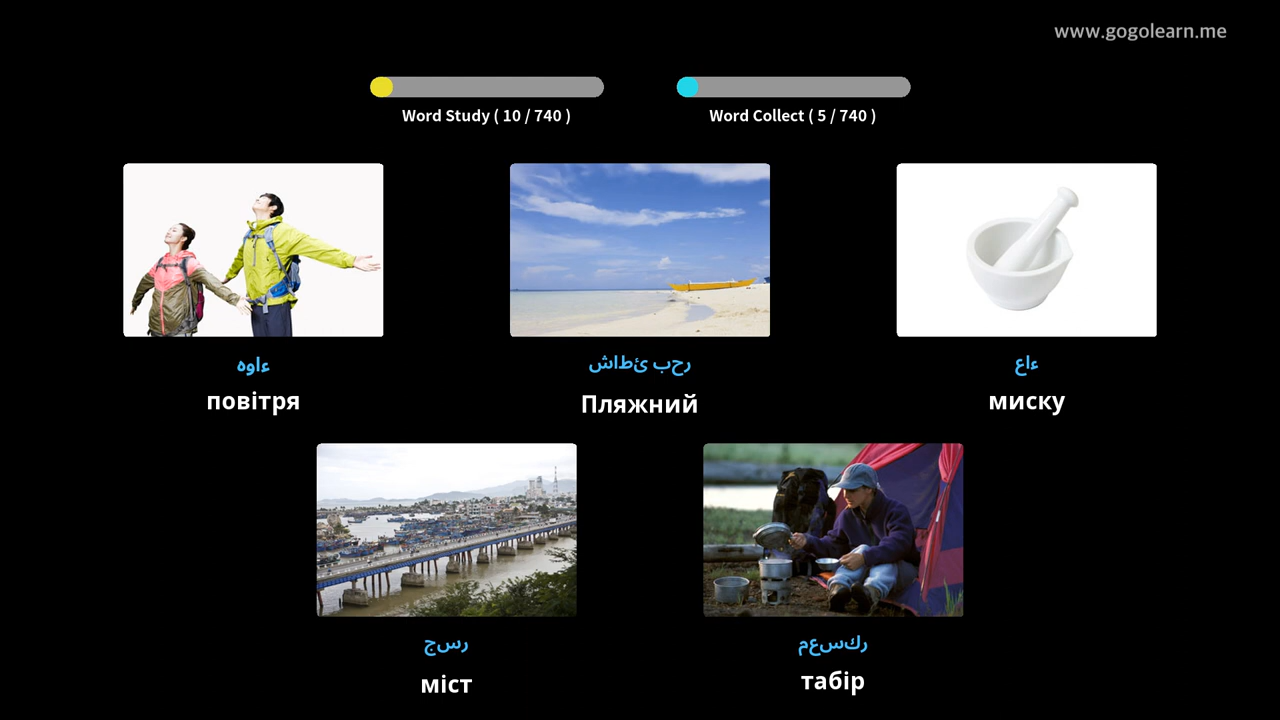 www.gogolearn.me
Word Study ( 10 / 740 )
Word Collect ( 5 / 740 )
ءاوه
رحب ئطاش
ءاع
повітря
Пляжний
миску
رسج
ركسعم
міст
табір